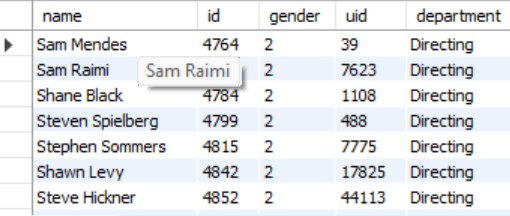 name id gender uid department
Sam Mendes 4764 2 39 Directing
Sam Raimi Sam Raimi 2 7623 Directing
Shane Black 4784 2 1108 Directing
Steven Spielberg 4799 2 488 Directing
Stephen Sommers 4815 2 7775 Directing
Shawn Levy 4842 2 17825 Directing
Steve Hickner 4852 2 44113 Directing